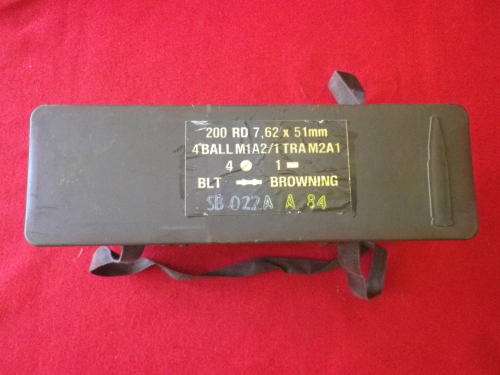 200 RD 7,62 x 51mm
4 BALL M1A2/1 TRA M2A1
4 1
BLT BROWNING
SB 022A A 84